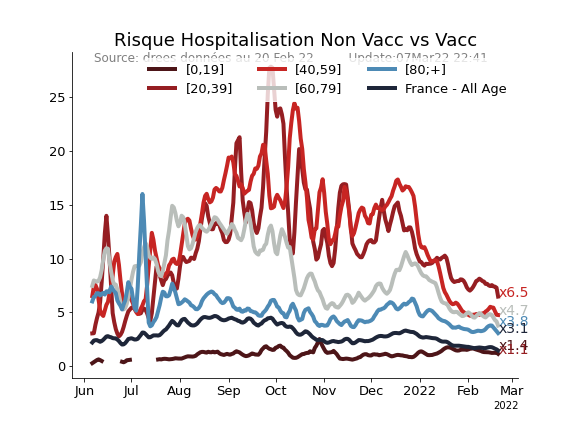 Risque Hospitalisation Non Vacc vs Vacc
Source: drees données au 20 Feb 22 Update:07Mar22 22:41
[0,19] [40,59] [80;+]
[20,39] [60,79] France - All Age
25
20
15
10
5
0
x6.5
x4.7
x3.8
x3.1
x1.4
x1.1
Jun Jul Aug Sep Oct Nov Dec 2022 Feb Mar
2022